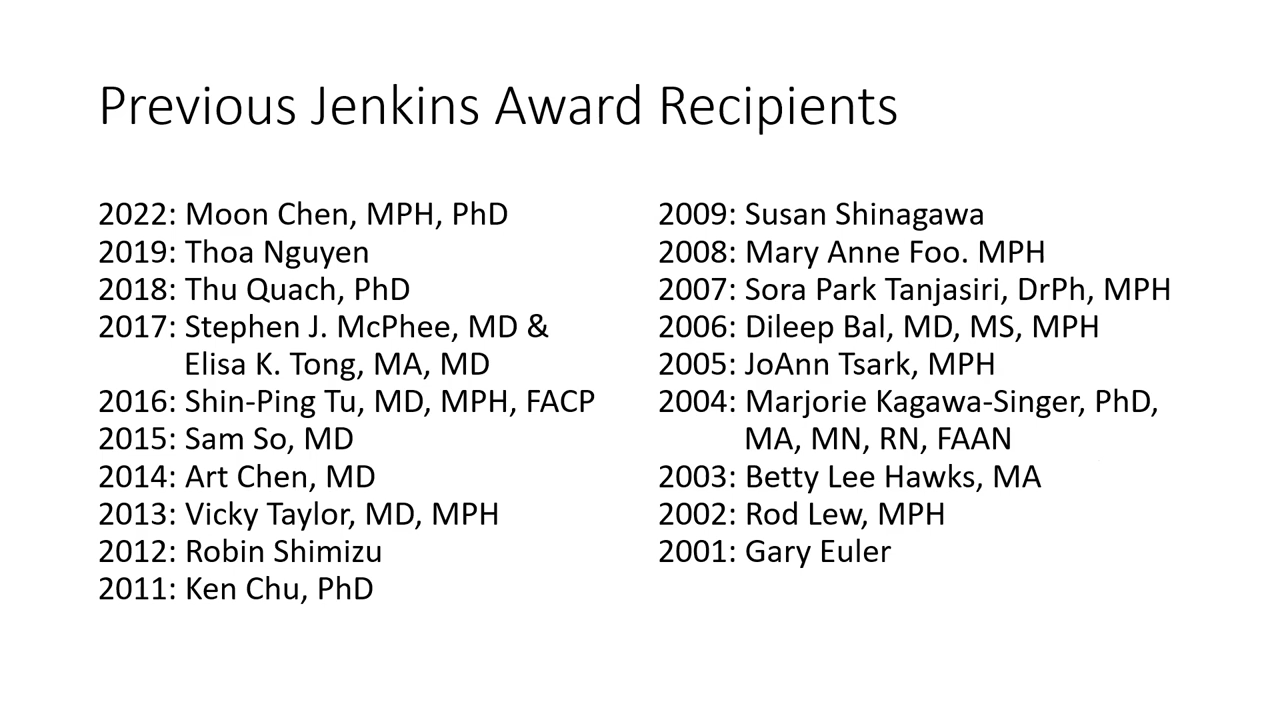 Previous Jenkins Award Recipients
2022: Moon Chen, MPH, PhD
2019: Thoa Nguyen
2018: Thu Quach, PhD
2017: Stephen J. McPhee, MD &
Elisa K. Tong, MA, MD
2016: Shin-Ping Tu, MD, MPH, FACP
2015: Sam So, MD
2014: Art Chen, MD
2013: Vicky Taylor, MD, MPH
2012: Robin Shimizu
2011: Ken Chu, PhD
2009: Susan Shinagawa
2008: Mary Anne Foo. MPH
2007: Sora Park Tanjasiri, DrPh, MPH
2006: Dileep Bal, MD, MS, MPH
2005: JoAnn Tsark, MPH
2004: Marjorie Kagawa-Singer, PhD,
MA, MN, RN, FAAN
2003: Betty Lee Hawks, MA
2002: Rod Lew, MPH
2001: Gary Euler